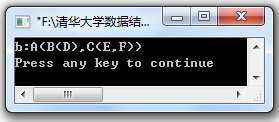 "F:\清华大学数据结...
b:A(B(D),C(E,F))
Press any key to continue